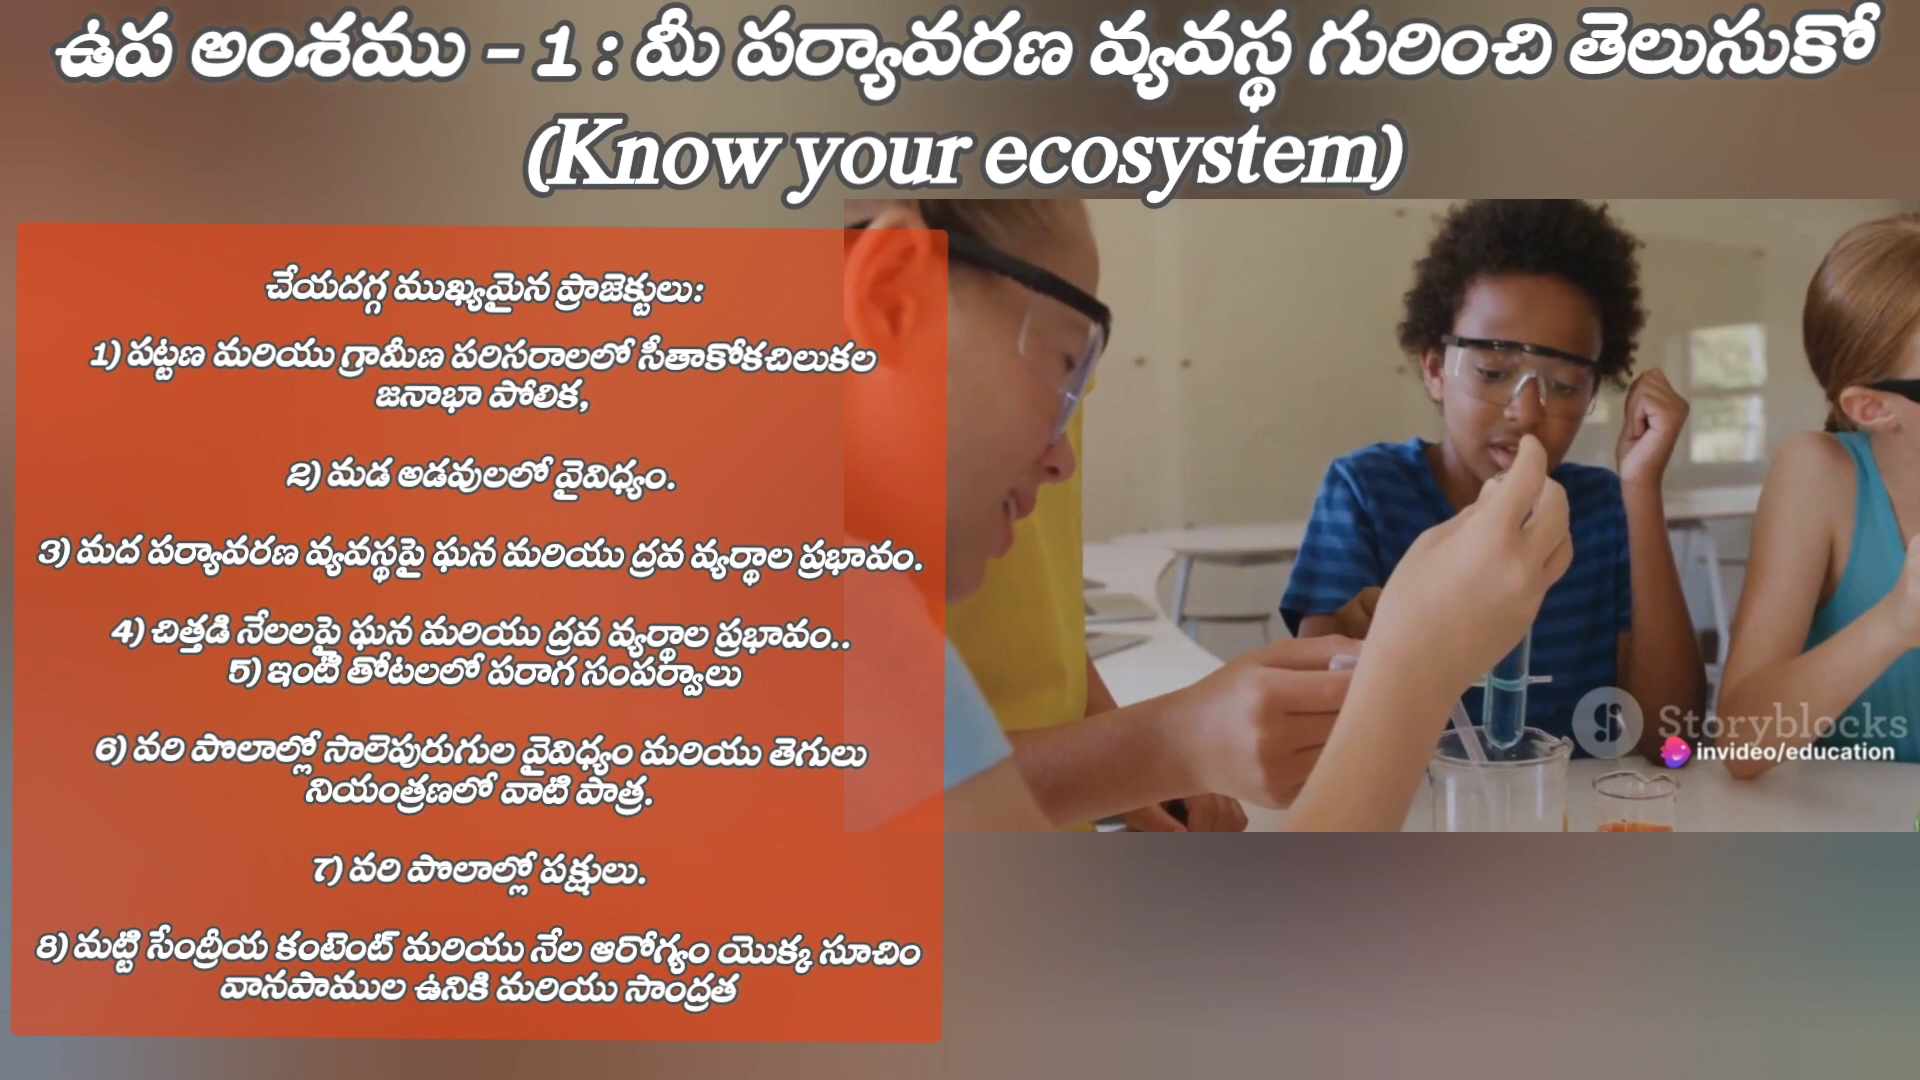 ఉప అంశము - 1 : మీ పర్యావరణ వ్యవస్థ గురించి తెలుసుకో
(Know your ecosystem)
చేయదగ్గ ముఖ్యమైన ప్రాజెక్టులు:
1) పట్టణ మరియు గ్రామీణ పరిసరాలలో సీతాకోకచిలుకల
జనాభా పోలిక,
2) మడ అడవులలో వైవిధ్యం.
3) మద పర్యావరణ వ్యవస్థపై ఘన మరియు ద్రవ వ్యర్థాల ప్రభావం.
4) చిత్తడి నేలలపై ఘన మరియు ద్రవ వ్యర్థాల ప్రభావం..
5) ఇంటి తోటలలో పరాగ సంపర్కాలు
6) వరి పొలాల్లో సాలెపురుగుల వైవిధ్యం మరియు తెగులు
నియంత్రణలో వాటి పాత్ర.
7) వరి పొలాల్లో పక్షులు.
8) మట్టి సేంద్రీయ కంటెంట్ మరియు నేల ఆరోగ్యం యొక్క సూచిం
వానపాముల ఉనికి మరియు సాంద్రత
Storyblocks
invideo/education